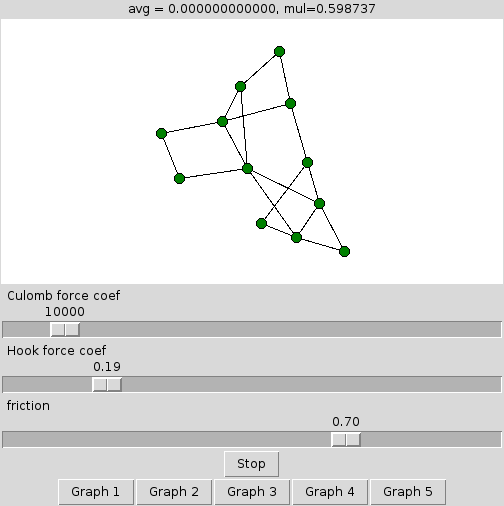 avg = 0.000000000000, mul=0.598737
Culomb force coef
10000
Hook force coef
0.19
friction
0.70
Stop
Graph 1 Graph 2 Graph 3 Graph 4 Graph 5